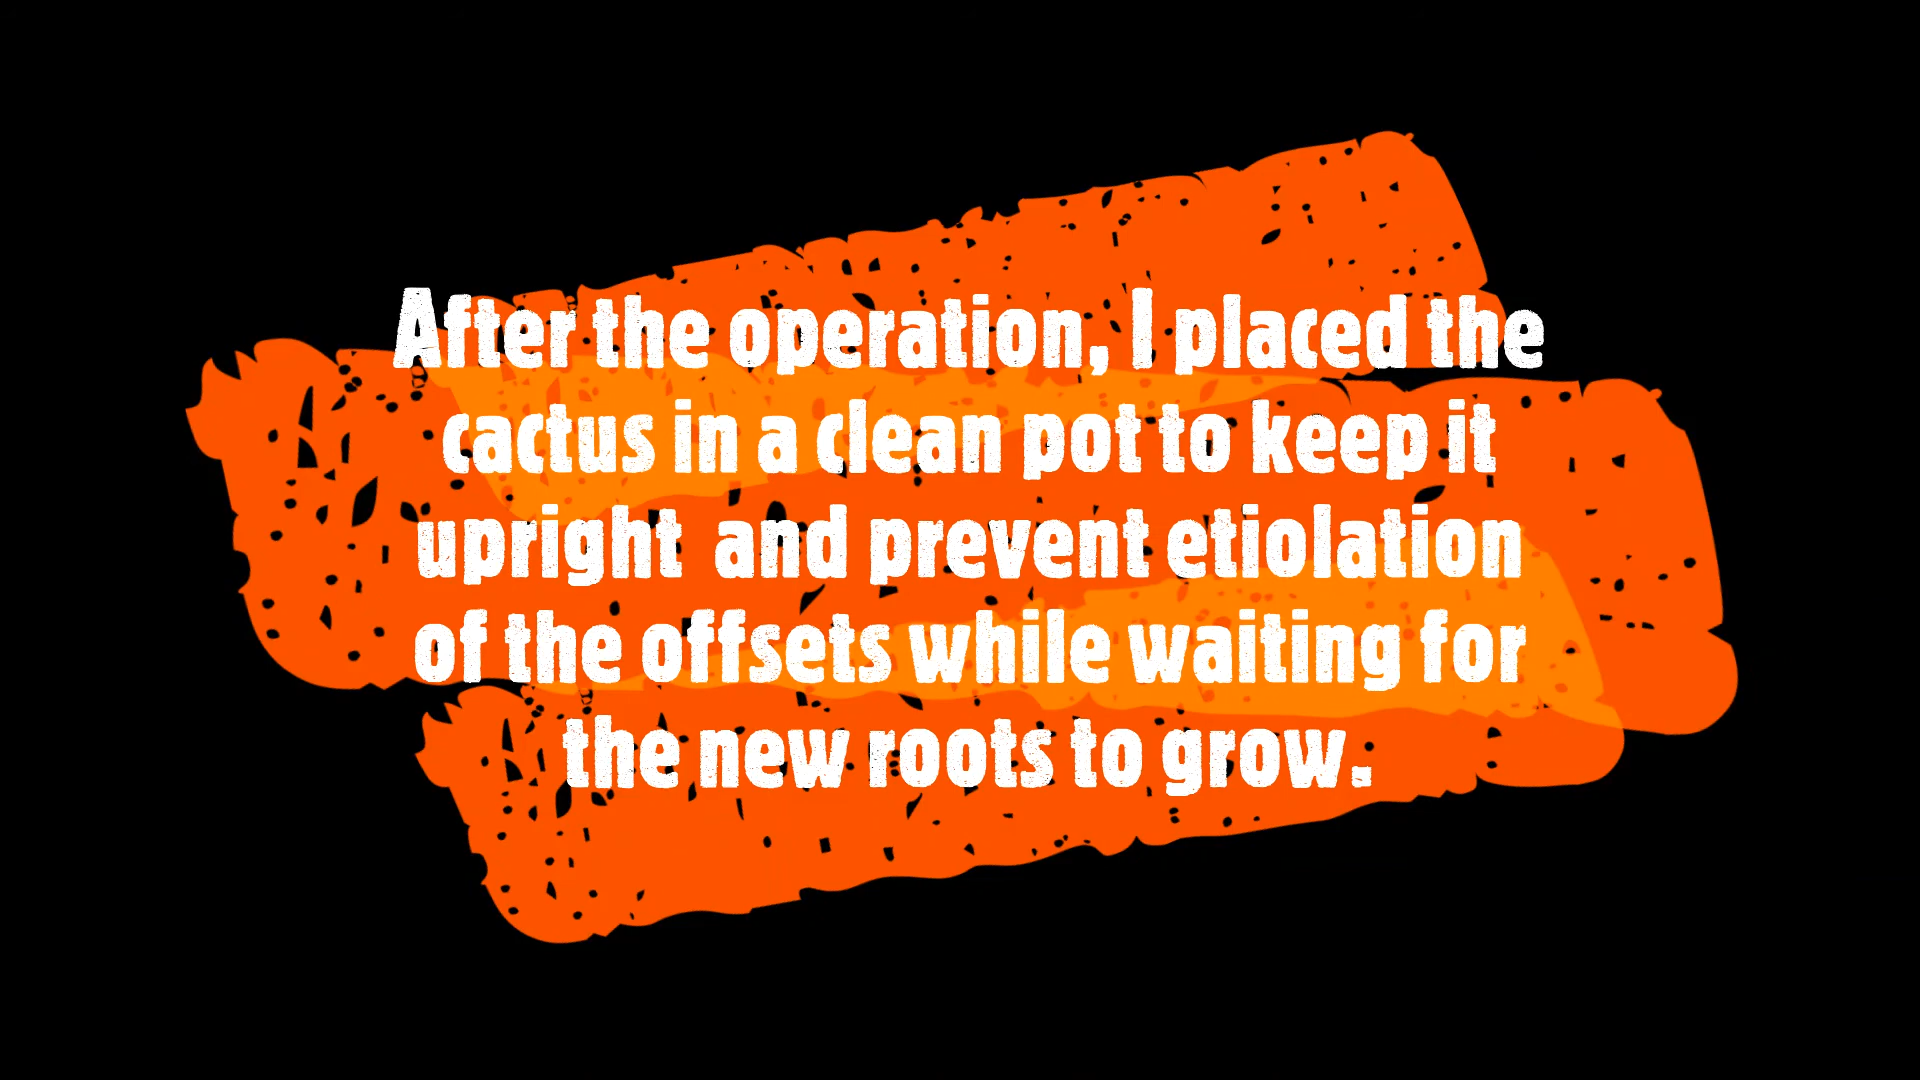 After the operation, I placed the
cactus in a clean pot to keep it
upright  and prevent etiolation
of the offsets while waiting for
the new roots to grow.